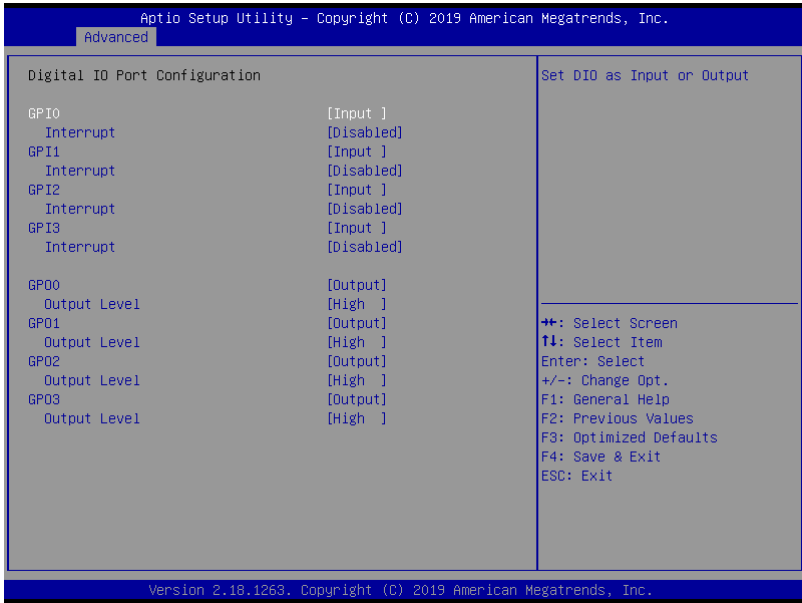 Aptio Setup Utility – Copyright (C) 2019 American Megatrends, Inc.
Advanced
Digital IO Port Configuration
GPI0 [Input ]
Interrupt [Disabled]
GPI1 [Input ]
Interrupt [Disabled]
GPI2 [Input ]
Interrupt [Disabled]
GPI3 [Input ]
Interrupt [Disabled]
GPO0 [Output]
Output Level [High ]
GPO1 [Output]
Output Level [High ]
GPO2 [Output]
Output Level [High ]
GPO3 [Output]
Output Level [High ]
Set DIO as Input or Output
→←: Select Screen
↑↓: Select Item
Enter: Select
+/-: Change Opt.
F1: General Help
F2: Previous Values
F3: Optimized Defaults
F4: Save & Exit
ESC: Exit
Version 2.18.1263. Copyright (C) 2019 American Megatrends, Inc.